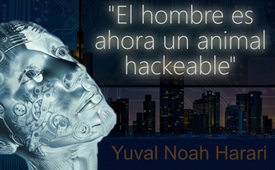 "El hombre es
ahora un animal
hackeable"
Yuval Noah Harari